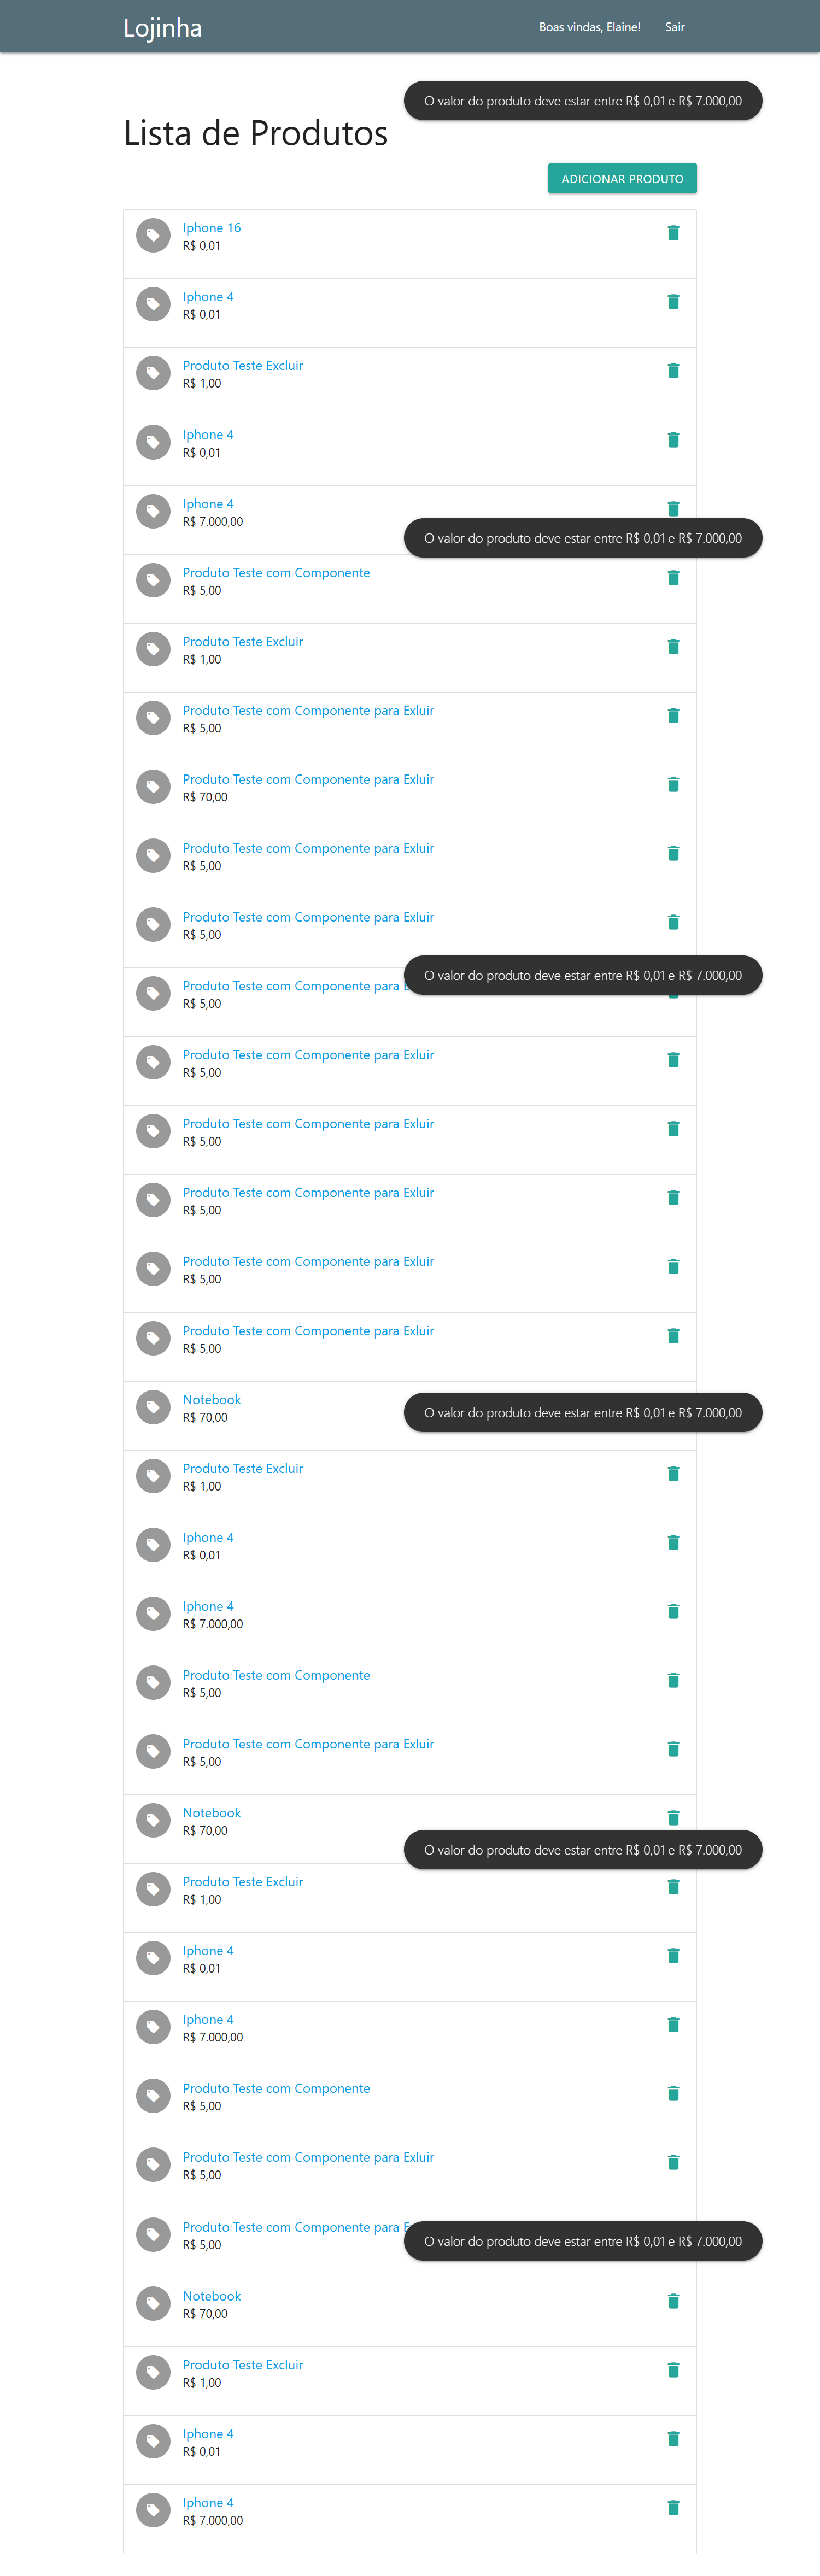 Lojinha
Boas vindas, Elaine!
Sair
O valor do produto deve estar entre R$ 0,01 e R$ 7.000,00
Lista de Produtos
ADICIONAR PRODUTO
Iphone 16
R$ 0,01
Iphone 4
R$ 0,01
Produto Teste Excluir
R$ 1,00
Iphone 4
R$ 0,01
Iphone 4
R$ 7.000,00
O valor do produto deve estar entre R$ 0,01 e R$ 7.000,00
Produto Teste com Componente
R$ 5,00
Produto Teste Excluir
R$ 1,00
Produto Teste com Componente para Exluir
R$ 5,00
Produto Teste com Componente para Exluir
R$ 70,00
Produto Teste com Componente para Exluir
R$ 5,00
Produto Teste com Componente para Exluir
R$ 5,00
O valor do produto deve estar entre R$ 0,01 e R$ 7.000,00
Produto Teste com Componente para
R$ 5,00
Produto Teste com Componente para Exluir
R$ 5,00
Produto Teste com Componente para Exluir
R$ 5,00
Produto Teste com Componente para Exluir
R$ 5,00
Produto Teste com Componente para Exluir
R$ 5,00
Produto Teste com Componente para Exluir
R$ 5,00
Notebook
R$ 70,00
O valor do produto deve estar entre R$ 0,01 e R$ 7.000,00
Produto Teste Excluir
R$ 1,00
Iphone 4
R$ 0,01
Iphone 4
R$ 7.000,00
Produto Teste com Componente
R$ 5,00
Produto Teste com Componente para Exluir
R$ 5,00
Notebook
R$ 70,00
O valor do produto deve estar entre R$ 0,01 e R$ 7.000,00
Produto Teste Excluir
R$ 1,00
Iphone 4
R$ 0,01
Iphone 4
R$ 7.000,00
Produto Teste com Componente
R$ 5,00
Produto Teste com Componente para Exluir
R$ 5,00
Produto Teste com Componente para
R$ 5,00
O valor do produto deve estar entre R$ 0,01 e R$ 7.000,00
Notebook
R$ 70,00
Produto Teste Excluir
R$ 1,00
Iphone 4
R$ 0,01
Iphone 4
R$ 7.000,00